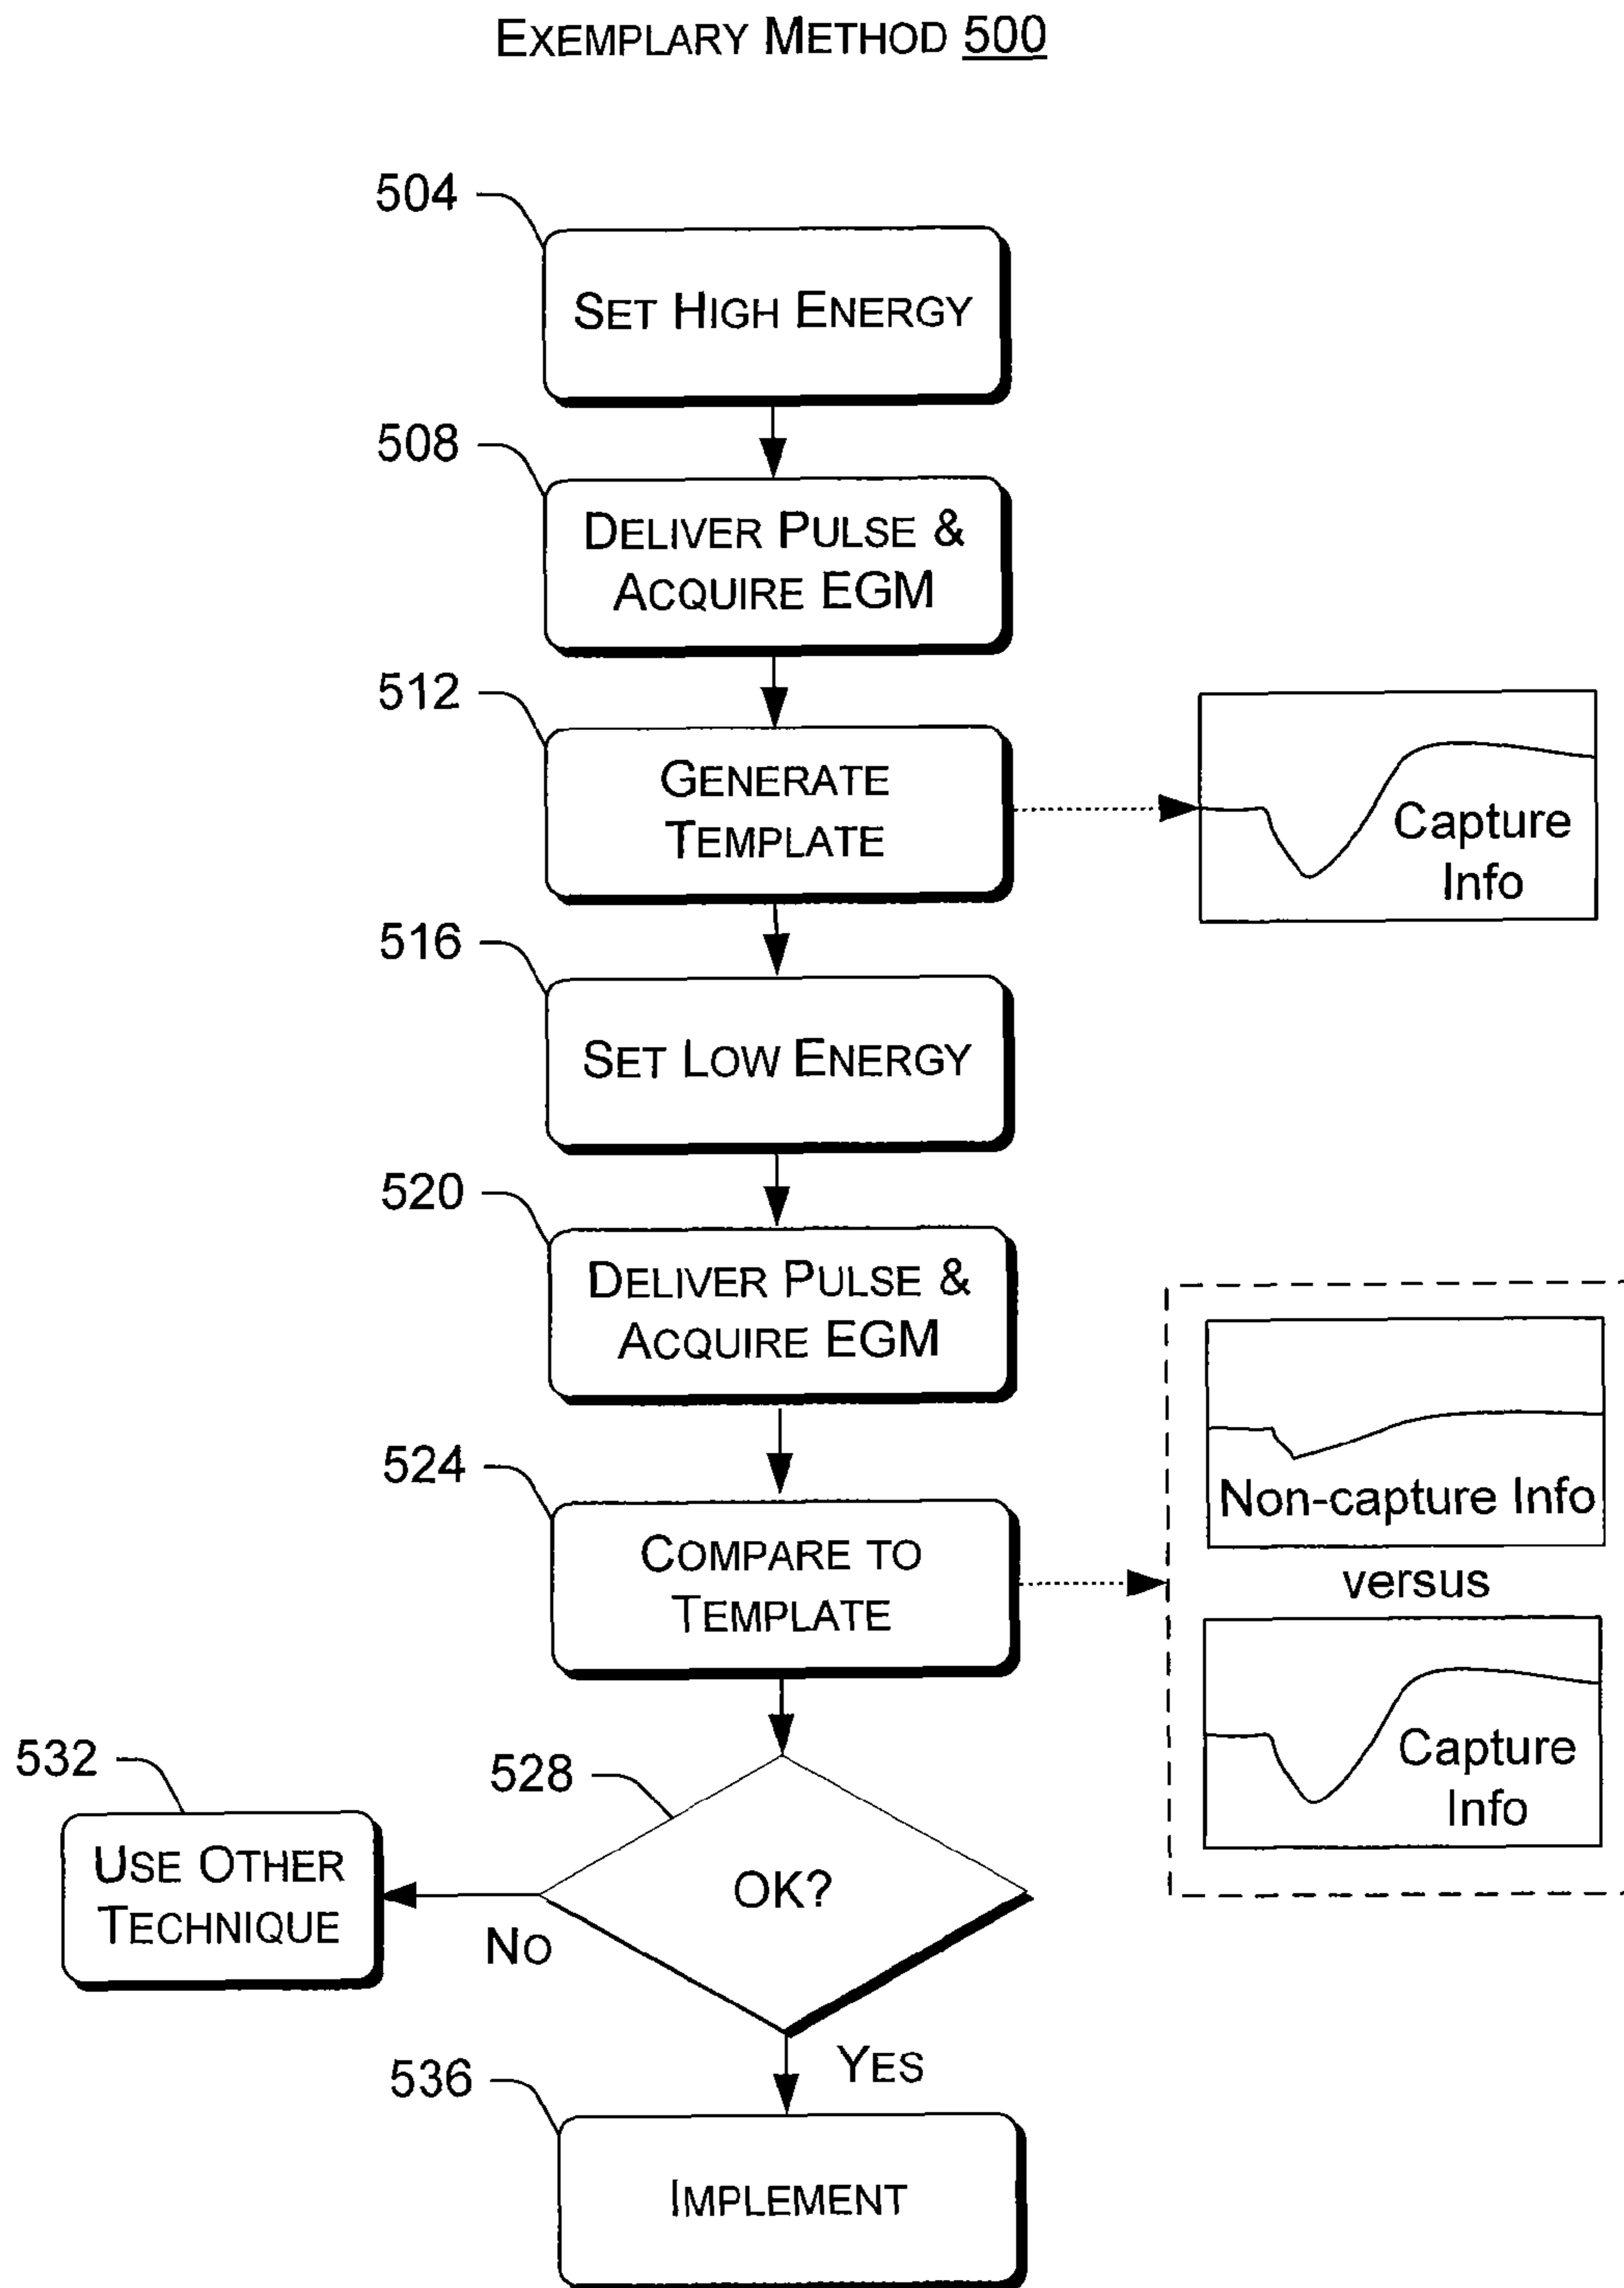 EXEMPLARY METHOD 500
504
SET HIGH ENERGY
508
DELIVER PULSE &
ACQUIRE EGM
512
GENERATE
TEMPLATE
Capture
Info
516
SET LOW ENERGY
520
DELIVER PULSE &
ACQUIRE EGM
524
COMPARE TO
TEMPLATE
Non-capture Info
versus
Capture
Info
528
OK?
532
USE OTHER
TECHNIQUE
NO
YES
536
IMPLEMENT